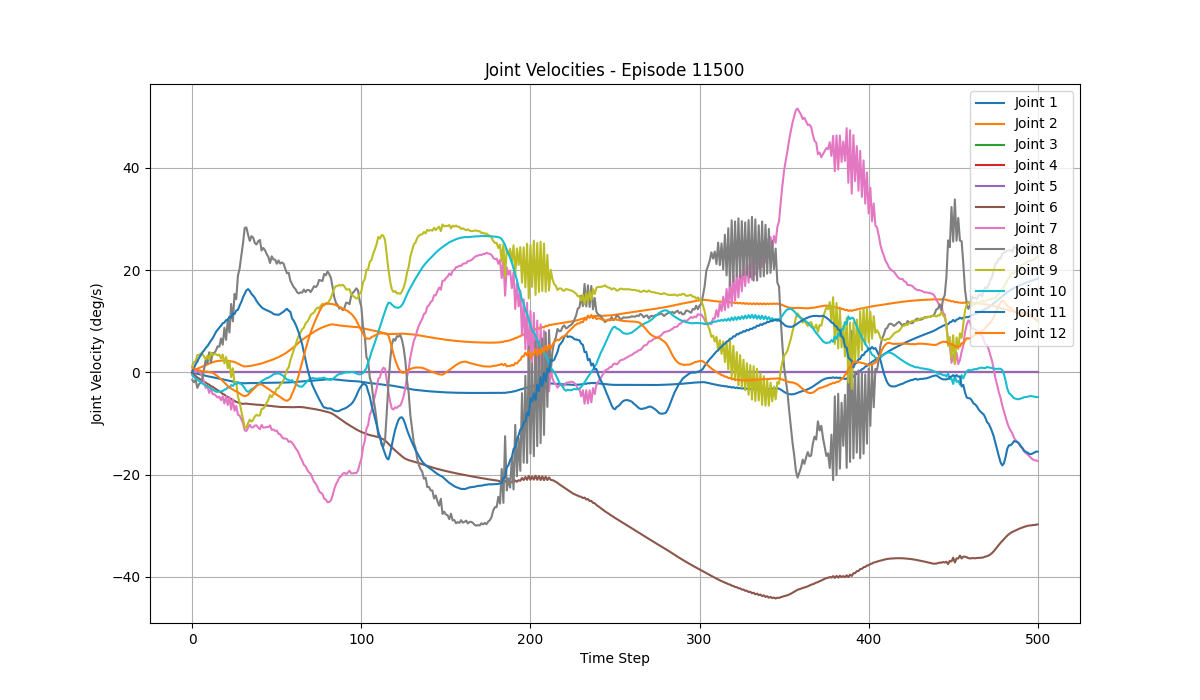 Joint Velocities - Episode 11500
Joint Velocity (deg/s)
40
20
0
−20
−40
0 100 200 300 400 500
Time Step
Joint 1
Joint 2
Joint 3
Joint 4
Joint 5
Joint 6
Joint 7
Joint 8
Joint 9
Joint 10
Joint 11
Joint 12